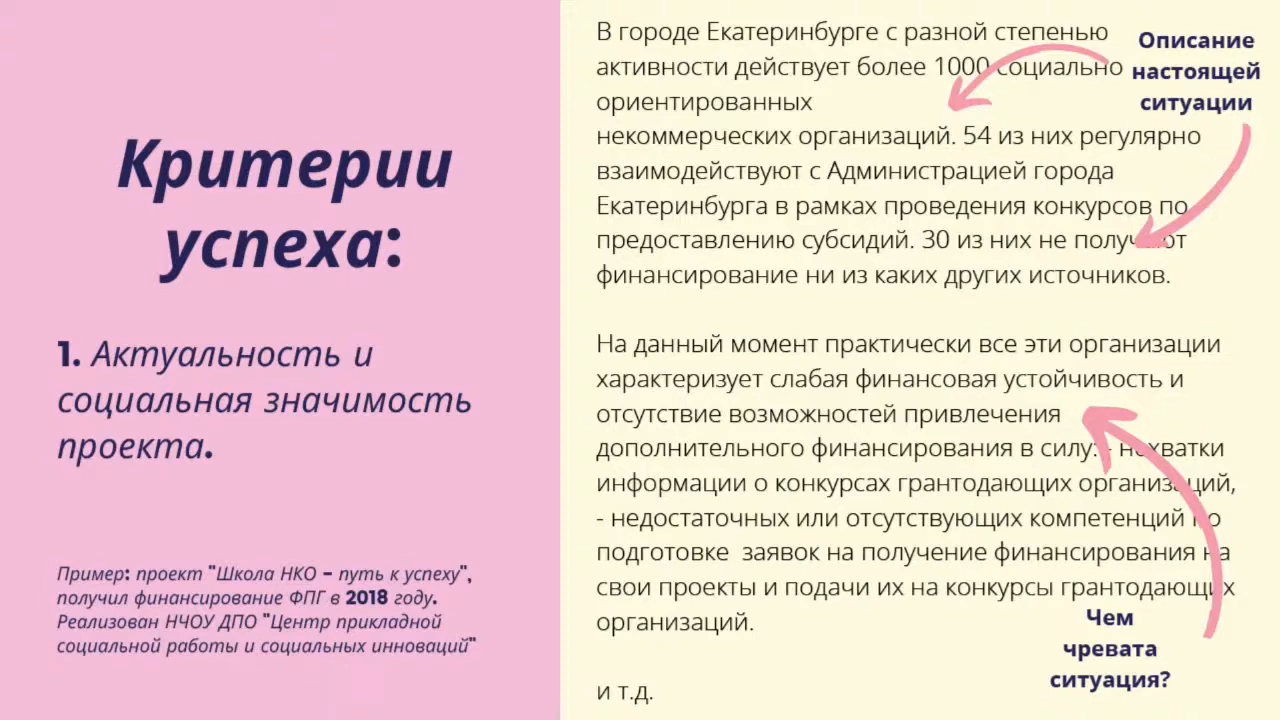 Критерии
успеха:
1. Актуальность и
социальная значимость
проекта.
Пример: проект "Школа НКО – путь к успеху",
получил финансирование ФПГ в 2018 году.
Реализован НЧОУ ДПО "Центр прикладной
социальной работы и социальных инноваций"
В городе Екатеринбурге с разной степенью
активности действует более 1000 социально
ориентированных
некоммерческих организаций. 54 из них регулярно
взаимодействуют с Администрацией города
Екатеринбурга в рамках проведения конкурсов по
предоставлению субсидий. 30 из них не получают
финансирование ни из каких других источников.
На данный момент практически все эти организации
характеризует слабая финансовая устойчивость и
отсутствие возможностей привлечения
дополнительного финансирования в силу: - нехватки
информации о конкурсах грантодающих организаций,
- недостаточных или отсутствующих компетенций по
подготовке  заявок на получение финансирования на
свои проекты и подачи их на конкурсы грантодающих
организаций.
и т.д.
Описание
настоящей
ситуации
Чем
чревата
ситуация?